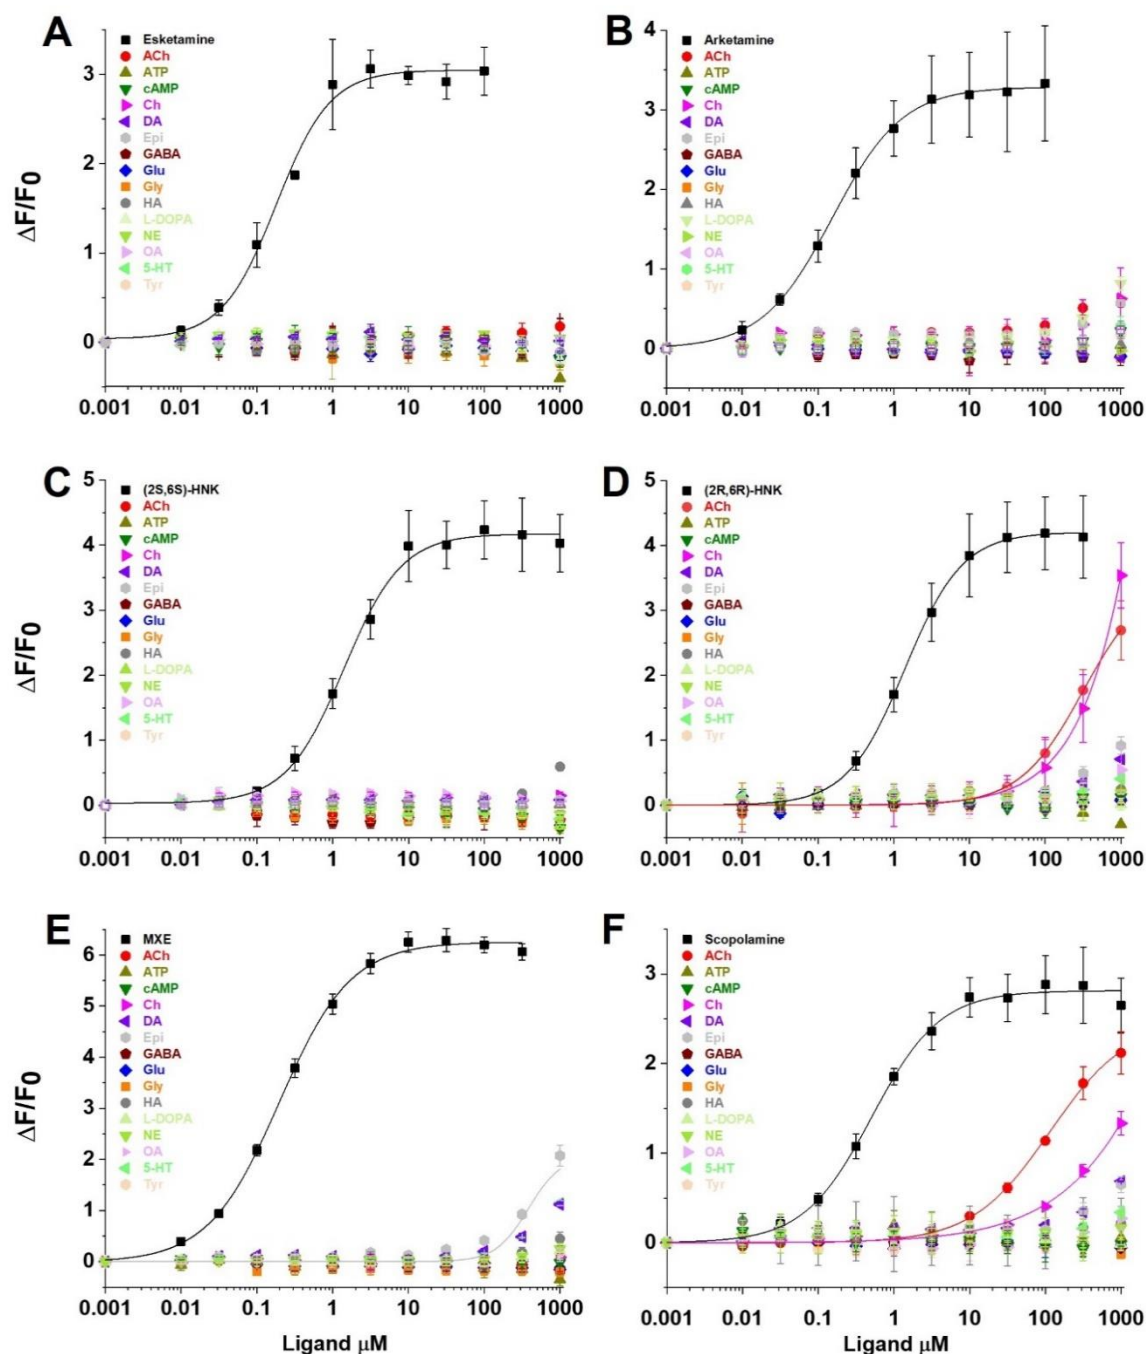 A
Esketamine
ACh
ATP
cAMP
Ch
DA
Epi
GABA
Glu
Gly
HA
L-DOPA
NE
OA
5-HT
Tyr
3
2
1
0
ΔF/F0
0.001 0.01 0.1 1 10 100 1000
B
Arketamine
ACh
ATP
cAMP
Ch
DA
Epi
GABA
Glu
Gly
HA
L-DOPA
NE
OA
5-HT
Tyr
4
3
2
1
0
0.001 0.01 0.1 1 10 100 1000
C
(2S,6S)-HNK
ACh
ATP
cAMP
Ch
DA
Epi
GABA
Glu
Gly
HA
L-DOPA
NE
OA
5-HT
Tyr
5
4
3
2
1
0
ΔF/F0
0.001 0.01 0.1 1 10 100 1000
D
(2R,6R)-HNK
ACh
ATP
cAMP
Ch
DA
Epi
GABA
Glu
Gly
HA
L-DOPA
NE
OA
5-HT
Tyr
5
4
3
2
1
0
0.001 0.01 0.1 1 10 100 1000
E
MXE
ACh
ATP
cAMP
Ch
DA
Epi
GABA
Glu
Gly
HA
L-DOPA
NE
OA
5-HT
Tyr
6
5
4
3
2
1
0
ΔF/F0
0.001 0.01 0.1 1 10 100 1000
Ligand μM
F
Scopolamine
ACh
ATP
cAMP
Ch
DA
Epi
GABA
Glu
Gly
HA
L-DOPA
NE
OA
5-HT
Tyr
3
2
1
0
0.001 0.01 0.1 1 10 100 1000
Ligand μM